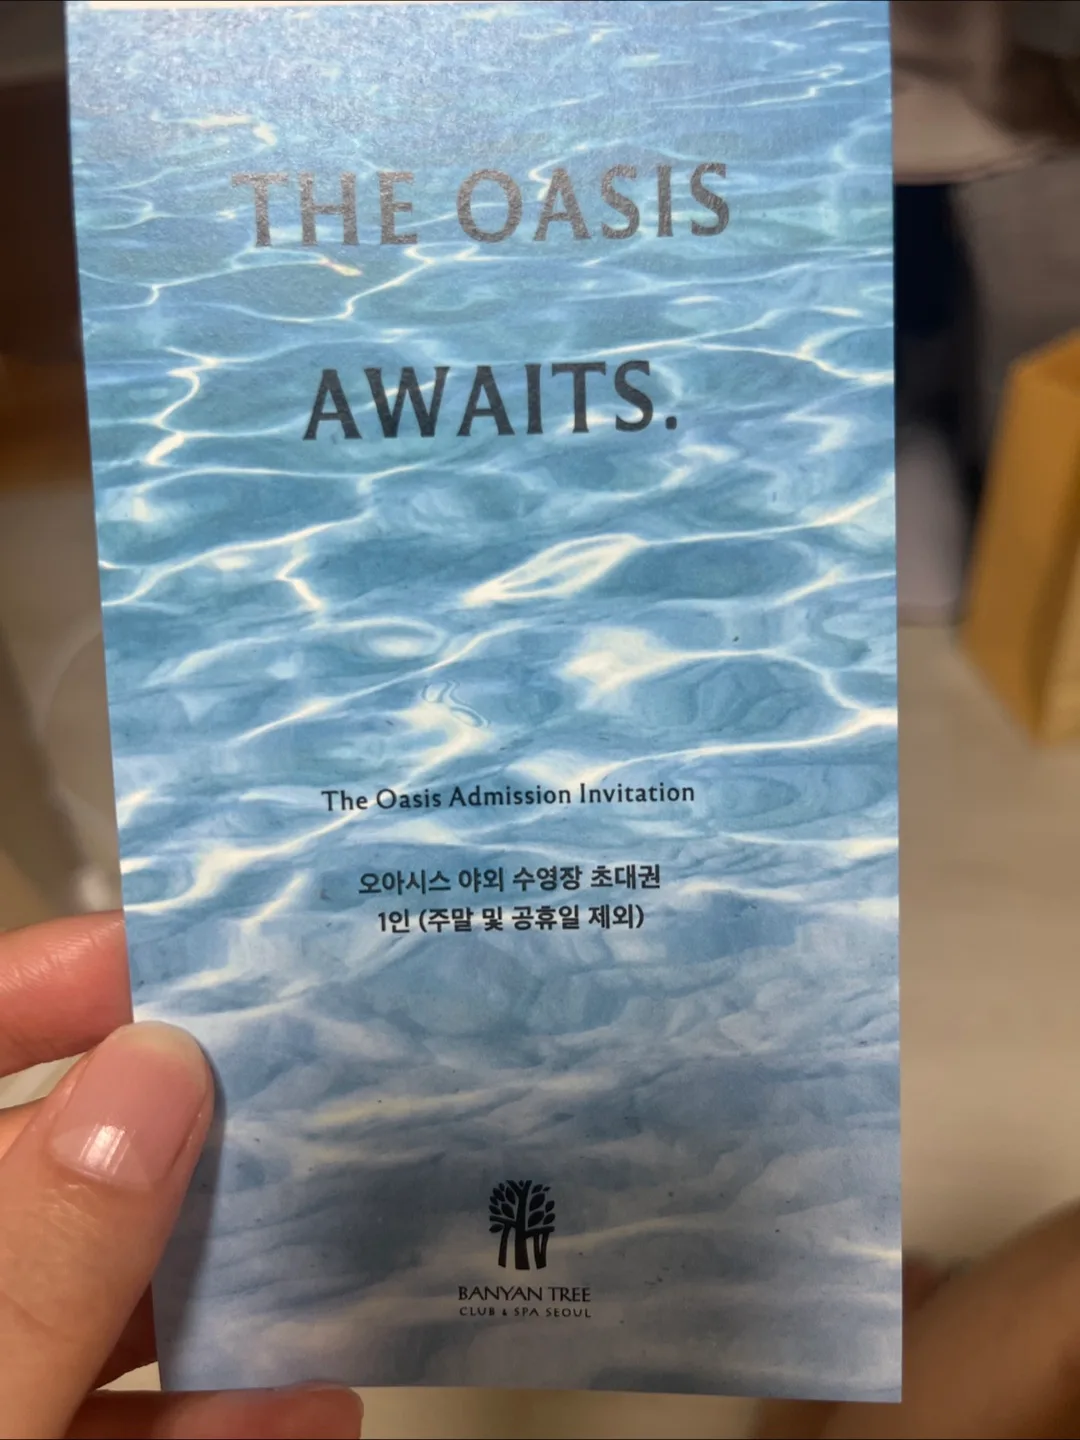 THE OASIS
AWAITS.
The Oasis Admission Invitation
오아시스 야외 수영장 초대권
1인 (주말 및 공휴일 제외)
BANYAN TREE
CLUB & SPA SEOUL